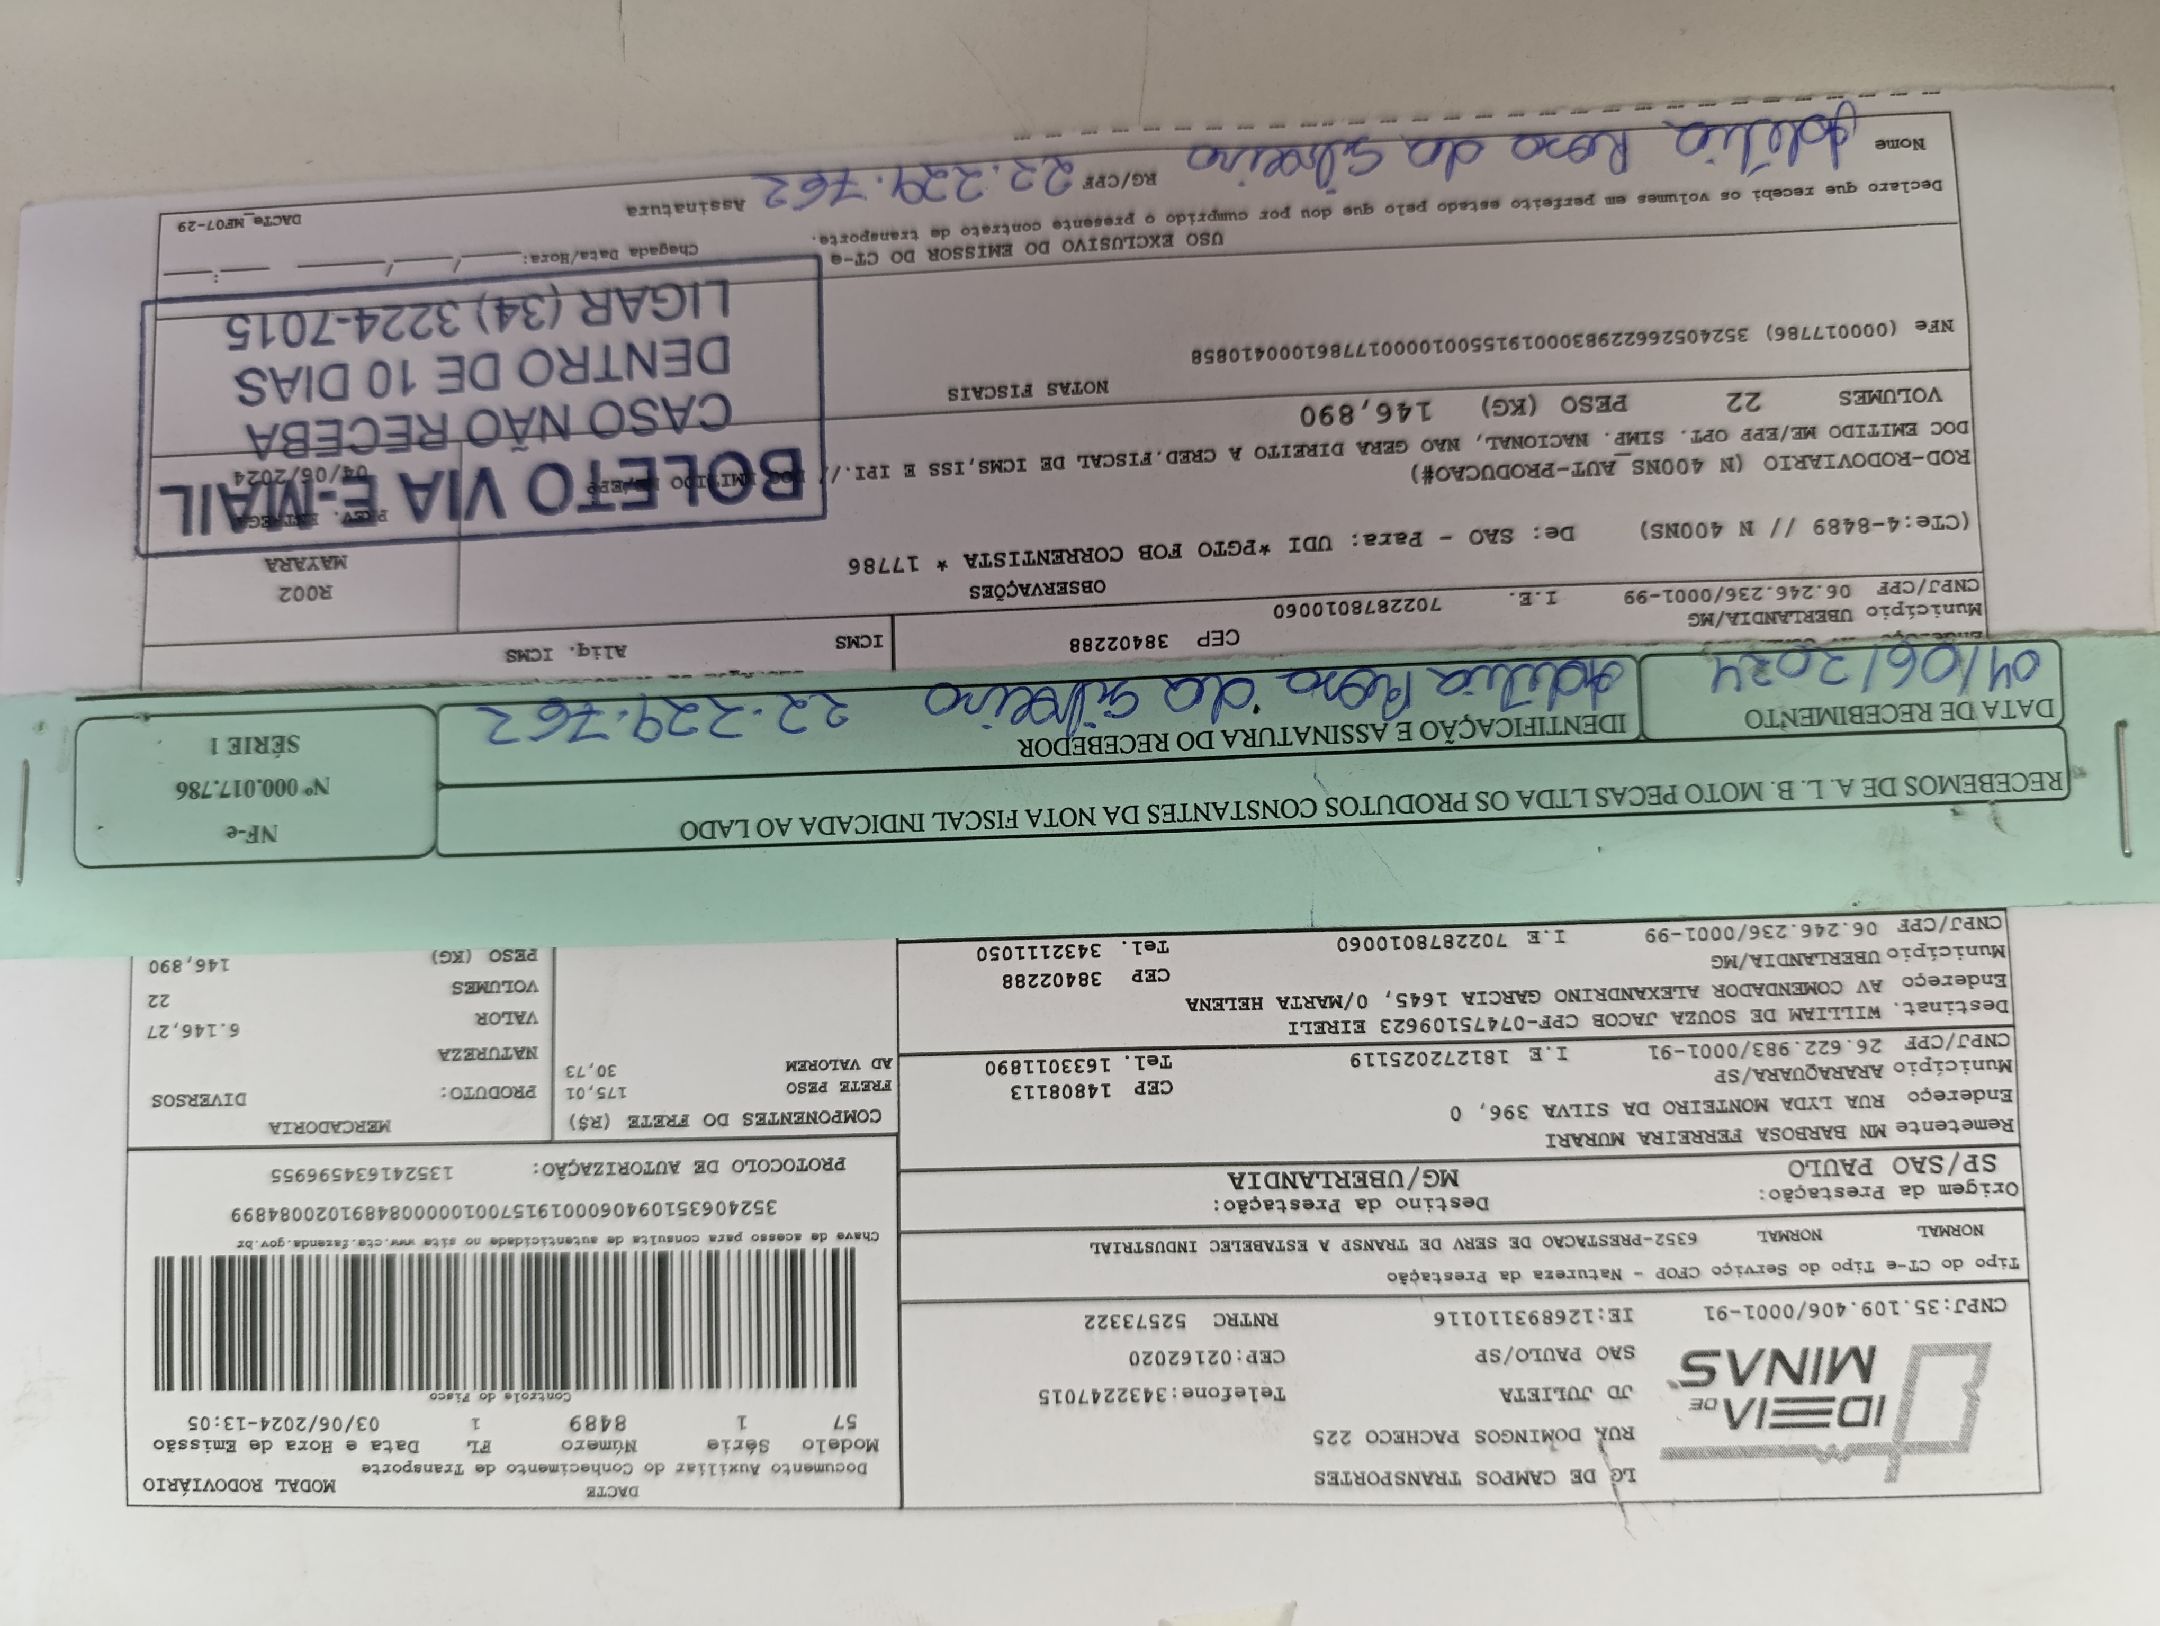 IDEIA DE
MINAS
LG DE CAMPOS TRANSPORTES
RUA DOMINGOS PACHECO 225
JD JULIETA Telefone:3432247015
SAO PAULO/SP CEP:02162020
CNPJ:35.109.406/0001-91 IE:126893110116 RNTRC 52573322
DACTE MODAL RODOVIÁRIO
Documento Auxiliar do Conhecimento de Transporte
Modelo Série Número FL Data e Hora de Emissão
57 1 8489 1 03/06/2024-13:05
Controle do Fisco
Chave de acesso para consulta de autenticidade no site www.cte.fazenda.gov.br
35240635109406000191570010000084891020084899
PROTOCOLO DE AUTORIZAÇÃO: 135241634596955
Tipo do CT-e Tipo do Serviço CFOP - Natureza da Prestação
NORMAL NORMAL 6352-PRESTACAO DE SERV DE TRANSP A ESTABELEC INDUSTRIAL
Origem da Prestação: Destino da Prestação:
SP/SAO PAULO MG/UBERLANDIA
Remetente MN BARBOSA FERREIRA MURARI
Endereço RUA LYDA MONTEIRO DA SILVA 396, 0
Município ARARAQUARA/SP CEP 14808113
CNPJ/CPF 26.622.983/0001-91 I.E 181272025119 Tel. 1633011890
Destinat. WILLIAM DE SOUZA JACOB CPF-07475109623 EIRELI
Endereço AV COMENDADOR ALEXANDRINO GARCIA 1645, 0/MARTA HELENA
Município UBERLANDIA/MG CEP 38402288
CNPJ/CPF 06.246.236/0001-99 I.E 7022878010060 Tel. 3432111050
COMPONENTES DO FRETE (R$)
FRETE PESO 175,01
AD VALOREM 30,73
MERCADORIA
PRODUTO: DIVERSOS
NATUREZA
VALOR 6.146,27
VOLUMES 22
PESO (KG) 146,890
RECEBEMOS DE A. L. B. MOTO PECAS LTDA OS PRODUTOS CONSTANTES DA NOTA FISCAL INDICADA AO LADO
NF-e
Nº 000.017.786
SÉRIE 1
DATA DE RECEBIMENTO
04/06/2024
IDENTIFICAÇÃO E ASSINATURA DO RECEBEDOR
Adélia Rosa da Silveira 22.229.762
Município UBERLANDIA/MG CEP 38402288
CNPJ/CPF 06.246.236/0001-99 I.E. 7022878010060
ICMS Aliq. ICMS
OBSERVAÇÕES
(CTe:4-8489 // N 400NS) De: SAO - Para: UDI *PGTO FOB CORRENTISTA * 17786
ROD-RODOVIARIO (N 400NS_AUT-PRODUCAO#)
DOC EMITIDO ME/EPP OPT. SIMP. NACIONAL, NAO GERA DIREITO A CRED.FISCAL DE ICMS,ISS E IPI.//
R002
MAYARA
PREV. ENTREGA
04/06/2024
VOLUMES 22 PESO (KG) 146,890
NOTAS FISCAIS
NFe (000017786) 35240526622983000191550010000177861000410858
BOLETO VIA E-MAIL
CASO NÃO RECEBA
DENTRO DE 10 DIAS
LIGAR (34) 3224-7015
USO EXCLUSIVO DO EMISSOR DO CT-e
Chagada Data/Hora:
Declaro que recebi os volumes em perfeito estado pelo que dou por cumprido o presente contrato de transporte.
Nome Adélia Rosa da Silveira RG/CPF 22.229.762 Assinatura
DACTe_MF07-29